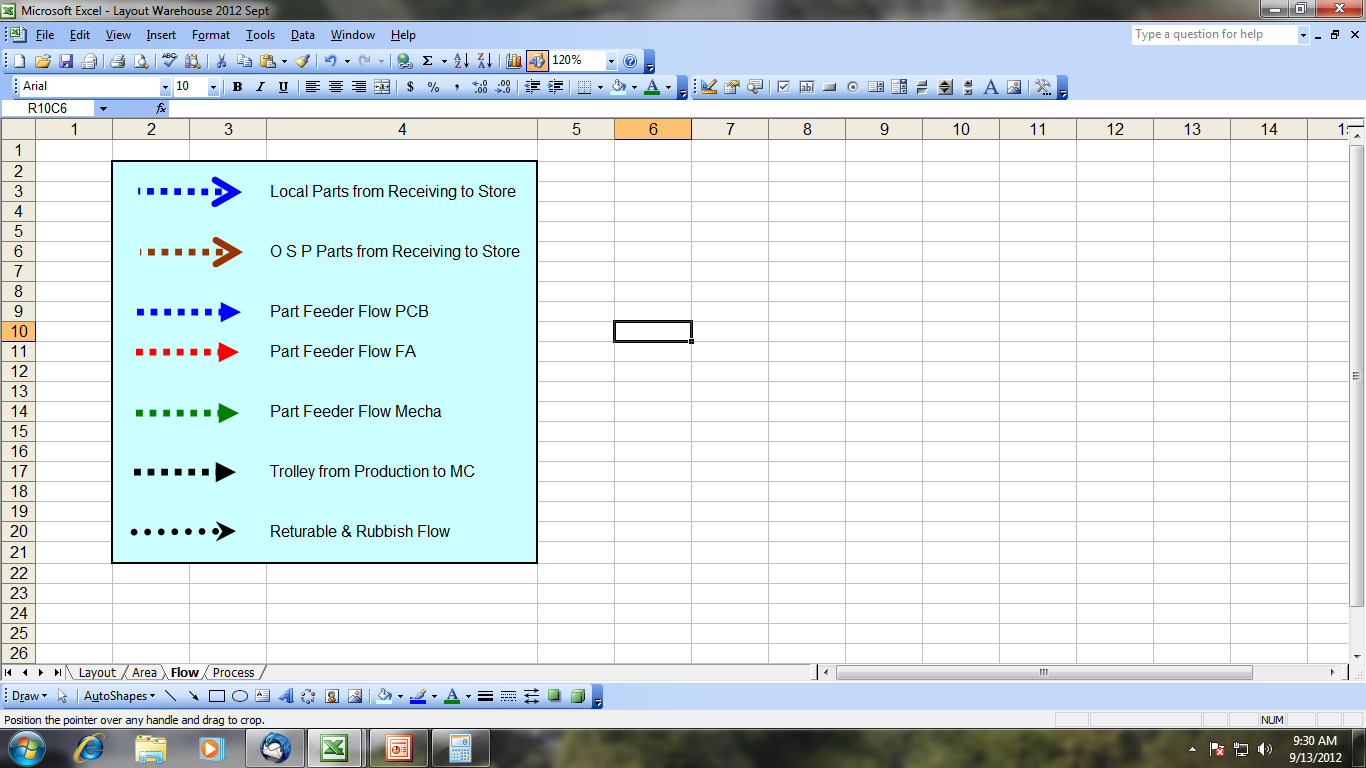 Microsoft Excel - Layout Warehouse 2012 Sept
File Edit View Insert Format Tools Data Window Help
Type a question for help
120%
Arial 10 B I U $ % ,
R10C6 fx
1 2 3 4 5 6 7 8 9 10 11 12 13 14
1
2
3 Local Parts from Receiving to Store
4
5
6 O S P Parts from Receiving to Store
7
8
9 Part Feeder Flow PCB
10
11 Part Feeder Flow FA
12
13
14 Part Feeder Flow Mecha
15
16
17 Trolley from Production to MC
18
19
20 Returable & Rubbish Flow
21
22
23
24
25
26
Layout Area Flow Process
Draw AutoShapes
Position the pointer over any handle and drag to crop.
NUM
9:30 AM
9/13/2012